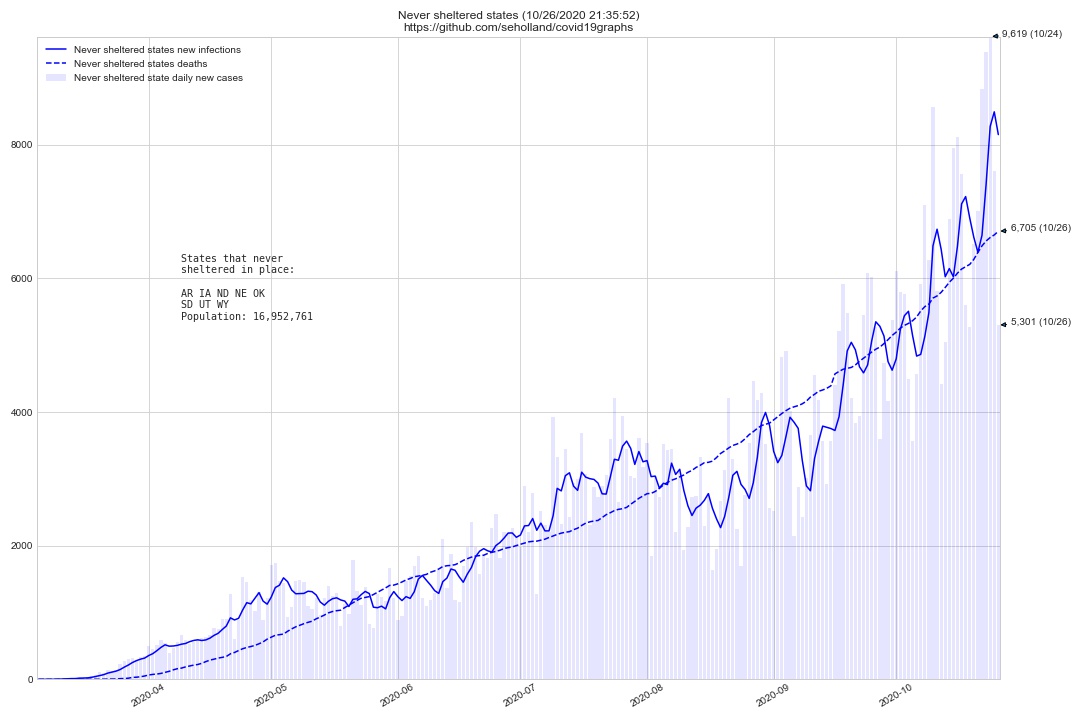 Never sheltered states (10/26/2020 21:35:52)
https://github.com/seholland/covid19graphs
Never sheltered states new infections
Never sheltered states deaths
Never sheltered state daily new cases
9,619 (10/24)
8000
6,705 (10/26)
States that never
sheltered in place:
AR IA ND NE OK
SD UT WY
Population: 16,952,761
6000
5,301 (10/26)
4000
2000
0
2020-04
2020-05
2020-06
2020-07
2020-08
2020-09
2020-10